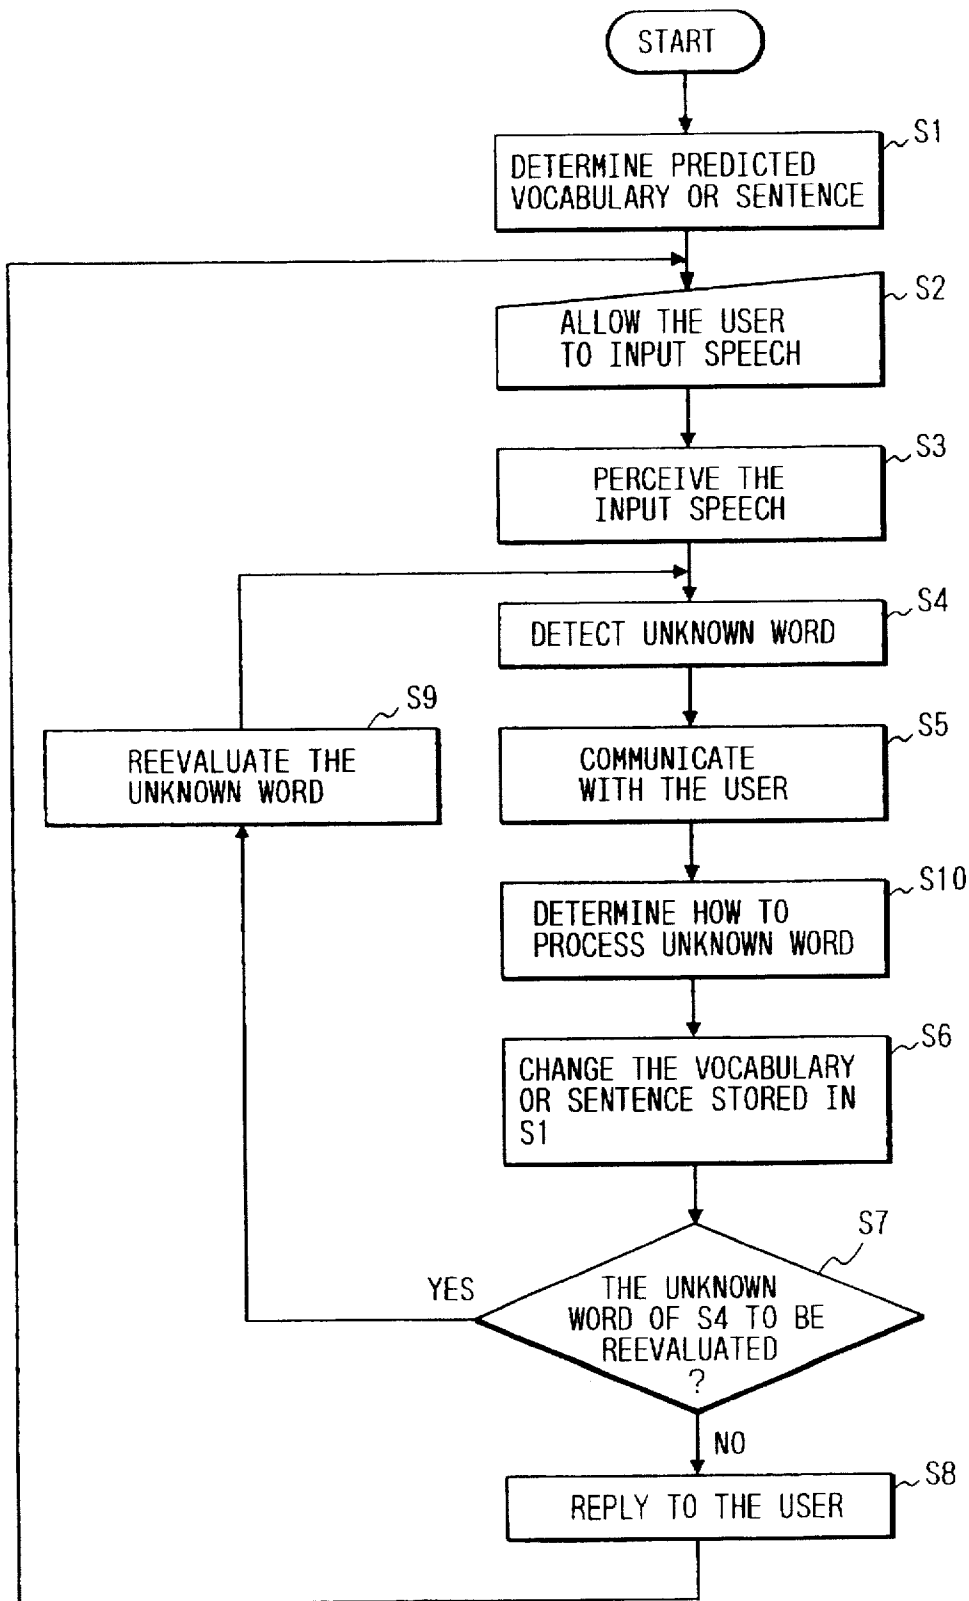 START
S1
DETERMINE PREDICTED
VOCABULARY OR SENTENCE
S2
ALLOW THE USER
TO INPUT SPEECH
S3
PERCEIVE THE
INPUT SPEECH
S4
DETECT UNKNOWN WORD
S9
REEVALUATE THE
UNKNOWN WORD
S5
COMMUNICATE
WITH THE USER
S10
DETERMINE HOW TO
PROCESS UNKNOWN WORD
S6
CHANGE THE VOCABULARY
OR SENTENCE STORED IN
S1
S7
YES
THE UNKNOWN
WORD OF S4 TO BE
REEVALUATED
?
NO
S8
REPLY TO THE USER